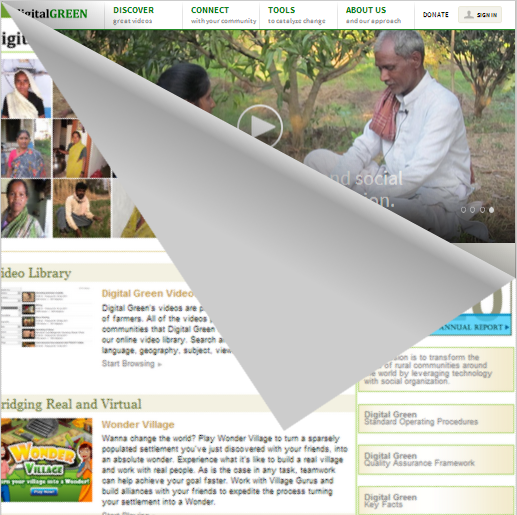 digitalGREEN
DISCOVER
great videos
CONNECT
with your community
TOOLS
to catalyze change
ABOUT US
and our approach
DONATE
SIGN IN
igit
nd social
ion.
ideo Library
Digital Green Video
Digital Green's videos are p
of farmers. All of the videos
communities that Digital Green
our online video library. Search a
language, geography, subject, view
Start Browsing »
ANNUAL REPORT
sion is to transform the
of rural communities around
the world by leveraging technology
with social organization.
ridging Real and Virtual
WONDER
VILLAGE
urn your village into a Wonder!
Play Now!
Wonder Village
Wanna change the world? Play Wonder Village to turn a sparsely
populated settlement you've just discovered with your friends, into
an absolute wonder. Experience what it's like to build a real village
and work with real people. As is the case in any task, teamwork
can help achieve your goal faster. Work with Village Gurus and
build alliances with your friends to expedite the process turning
your settlement into a Wonder.
Start Playing »
Digital Green
Standard Operating Procedures
Digital Green
Quality Assurance Framework
Digital Green
Key Facts